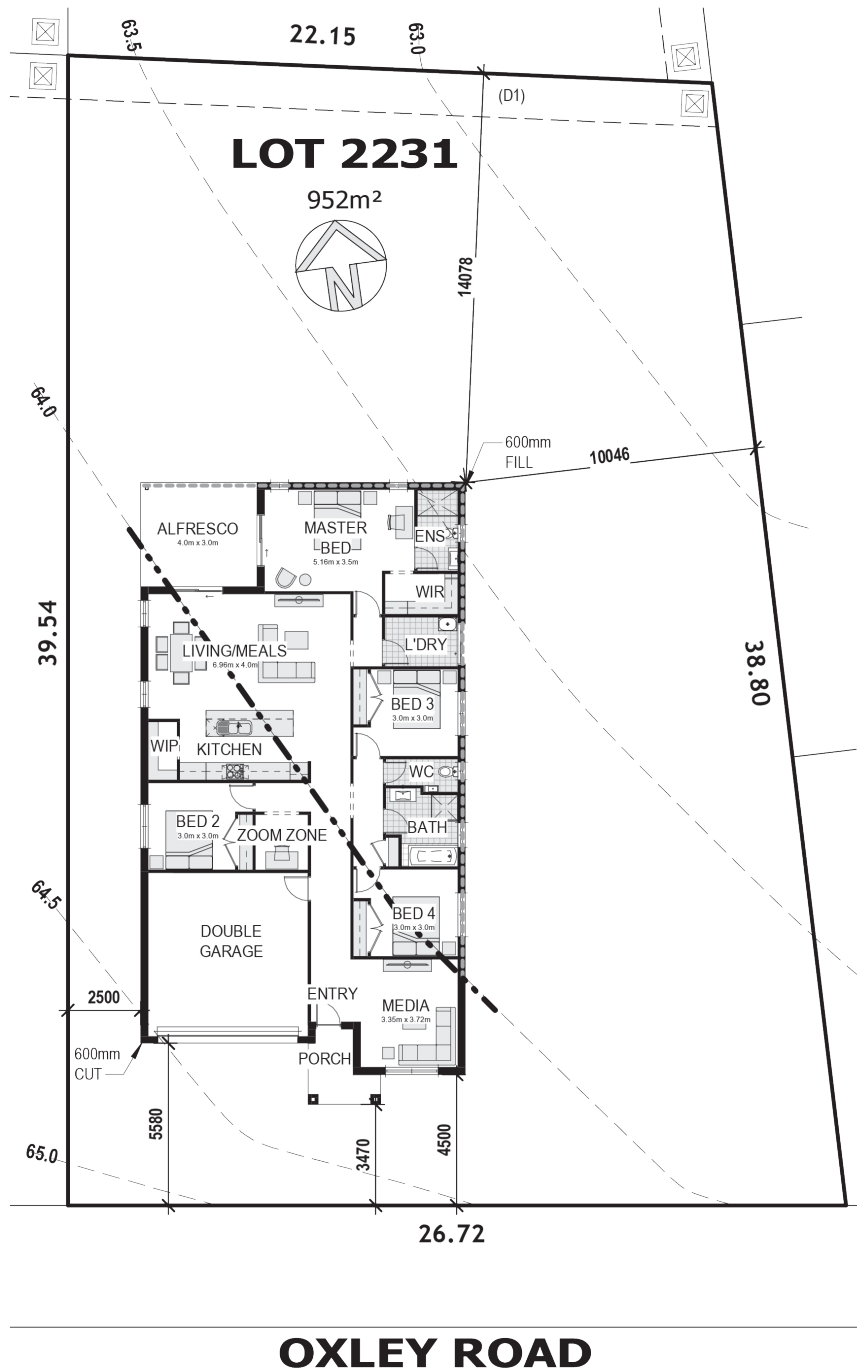 22.15
63.5
63.0
(D1)
LOT 2231
952m²
N
14078
64.0
600mm
FILL
10046
ALFRESCO
4.0m x 3.0m
MASTER
BED
5.16m x 3.5m
ENS
WIR
39.54
LIVING/MEALS
6.96m x 4.0m
L'DRY
38.80
BED 3
3.0m x 3.0m
WIP
KITCHEN
WC
BED 2
3.0m x 3.0m
ZOOM ZONE
BATH
64.5
BED 4
3.0m x 3.0m
DOUBLE
GARAGE
2500
ENTRY
MEDIA
3.35m x 3.72m
600mm
CUT
PORCH
5580
3470
4500
65.0
26.72
OXLEY ROAD